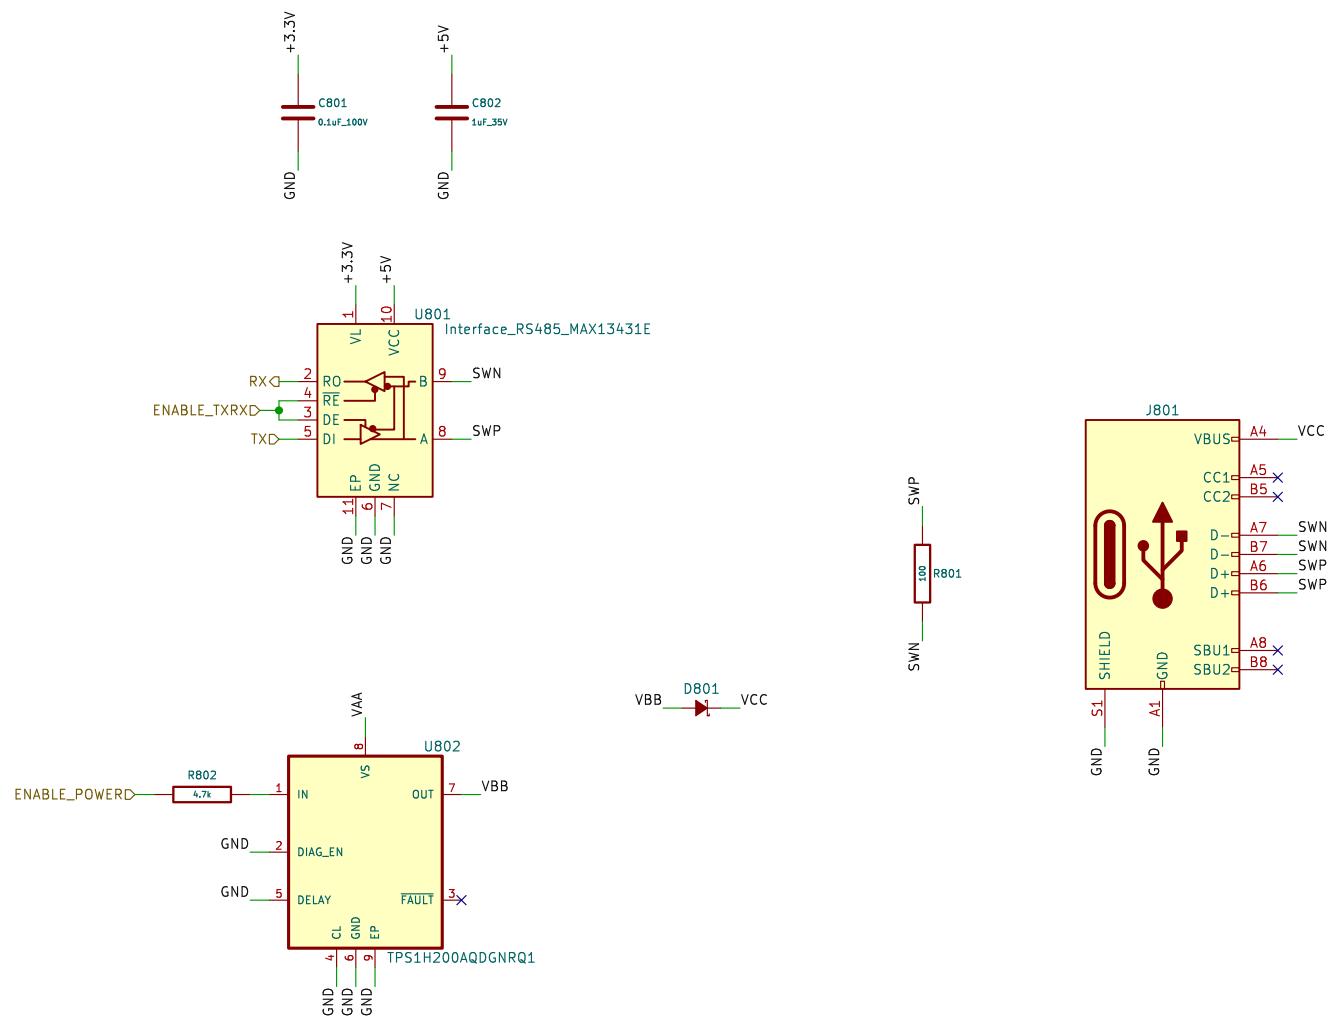 +3.3V
+5V
C801
0.1uF_100V
C802
1uF_35V
GND
GND
+3.3V
+5V
U801
Interface_RS485_MAX13431E
1
10
VL
VCC
RX
2
RO
B
9
SWN
4
RE
ENABLE_TXRX
3
DE
TX
5
DI
A
8
SWP
EP
GND
NC
11
6
7
GND
GND
GND
J801
VBUS
A4
VCC
CC1
A5
CC2
B5
D-
A7
SWN
D-
B7
SWN
D+
A6
SWP
D+
B6
SWP
SBU1
A8
SBU2
B8
SHIELD
GND
S1
A1
GND
GND
SWP
100
R801
SWN
D801
VBB
VCC
VAA
8
U802
VS
R802
ENABLE_POWER
4.7k
1
IN
OUT
7
VBB
GND
2
DIAG_EN
GND
5
DELAY
FAULT
3
CL
GND
EP
4
6
9
TPS1H200AQDGNRQ1
GND
GND
GND